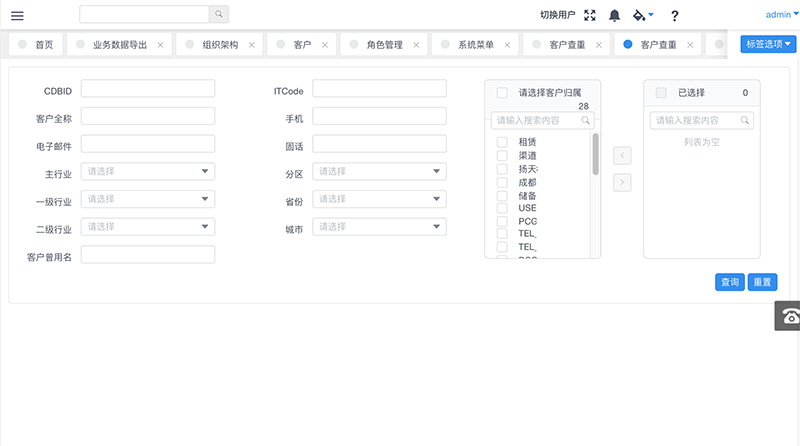 切换用户
?
admin
首页
业务数据导出
组织架构
客户
角色管理
系统菜单
客户查重
客户查重
标签选项
CDBID
ITCode
客户全称
手机
电子邮件
固话
主行业 请选择
分区 请选择
一级行业 请选择
省份 请选择
二级行业 请选择
城市 请选择
客户曾用名
请选择客户归属
28
请输入搜索内容
租赁
渠道
成都
储备
USE
PCG
TEL_
TEL_
已选择 0
请输入搜索内容
列表为空
<
>
查询
重置